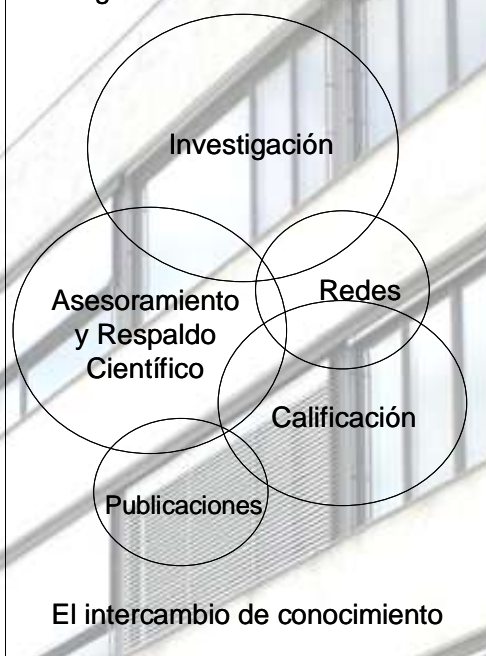 Investigación
Redes
Asesoramiento
y Respaldo
Científico
Calificación
Publicaciones
El intercambio de conocimiento